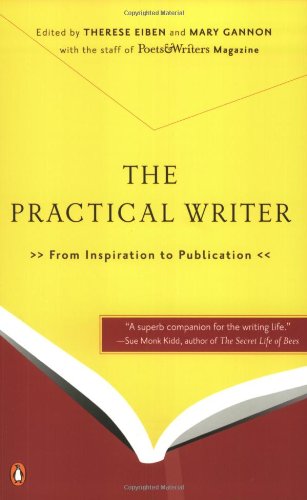 Edited by THERESE EIBEN and MARY GANNON
with the staff of Poets&Writers Magazine
THE
PRACTICAL WRITER
>> From Inspiration to Publication <<
"A superb companion for the writing life."
—Sue Monk Kidd, author of The Secret Life of Bees